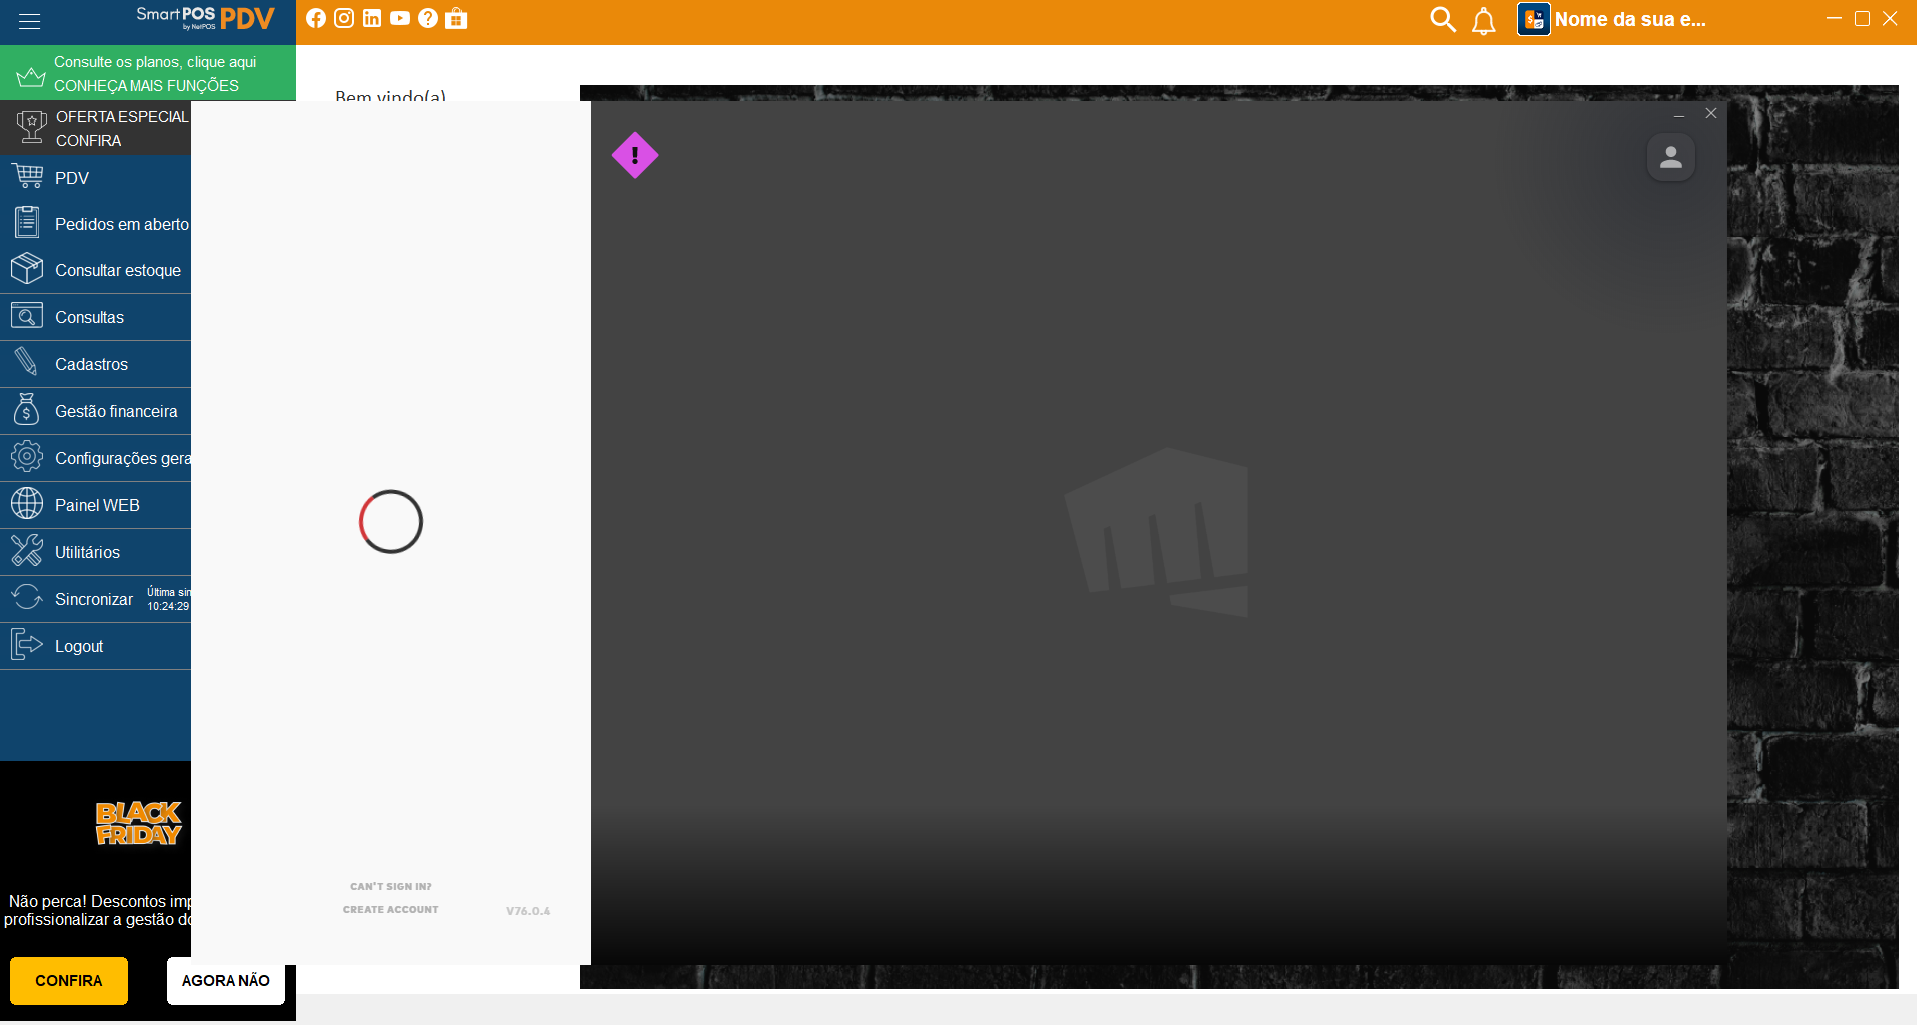 SmartPOS PDV
by NetPOS
Nome da sua e...
Consulte os planos, clique aqui
CONHEÇA MAIS FUNÇÕES
Bem vindo(a)
OFERTA ESPECIAL
CONFIRA
PDV
Pedidos em aberto
Consultar estoque
Consultas
Cadastros
Gestão financeira
Configurações gera
Painel WEB
Utilitários
Sincronizar
Última sin
10:24:29
Logout
BLACK
FRIDAY
CAN'T SIGN IN?
CREATE ACCOUNT
V76.0.4
Não perca! Descontos imp
profissionalizar a gestão do
CONFIRA
AGORA NÃO